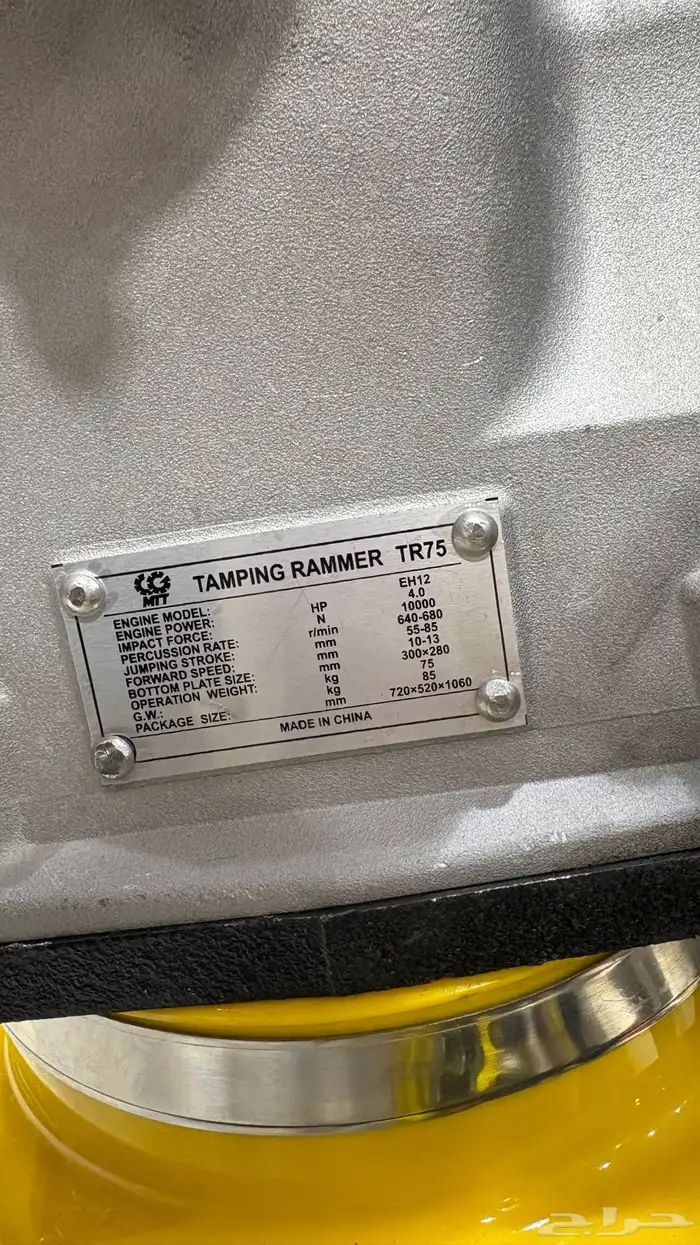 MTT
TAMPING RAMMER TR75
ENGINE MODEL: EH12
ENGINE POWER: HP 4.0
IMPACT FORCE: N 10000
PERCUSSION RATE: r/min 640-680
JUMPING STROKE: mm 55-85
FORWARD SPEED: mm 10-13
BOTTOM PLATE SIZE: mm 300×280
OPERATION WEIGHT: kg 75
G.W.: kg 85
PACKAGE SIZE: mm 720×520×1060
MADE IN CHINA
حراج